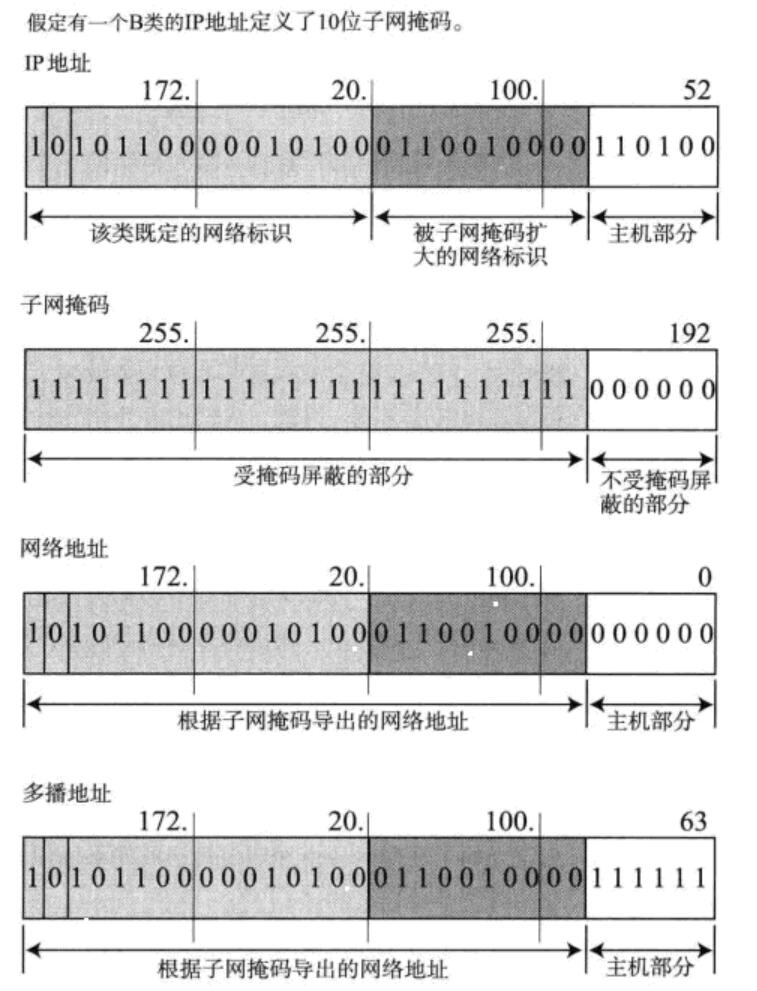 假定有一个B类的IP地址定义了10位子网掩码。
IP 地址
172. 20. 100. 52
1 0 1 0 1 1 0 0 0 0 0 1 0 1 0 0 0 1 1 0 0 1 0 0 0 0 1 1 0 1 0 0
该类既定的网络标识 被子网掩码扩 主机部分
大的网络标识
子网掩码
255. 255. 255. 192
1 1 1 1 1 1 1 1 1 1 1 1 1 1 1 1 1 1 1 1 1 1 1 1 1 1 0 0 0 0 0 0
受掩码屏蔽的部分 不受掩码屏
蔽的部分
网络地址
172. 20. 100. 0
1 0 1 0 1 1 0 0 0 0 0 1 0 1 0 0 0 1 1 0 0 1 0 0 0 0 0 0 0 0 0 0
根据子网掩码导出的网络地址 主机部分
多播地址
172. 20. 100. 63
1 0 1 0 1 1 0 0 0 0 0 1 0 1 0 0 0 1 1 0 0 1 0 0 0 0 1 1 1 1 1 1
根据子网掩码导出的网络地址 主机部分